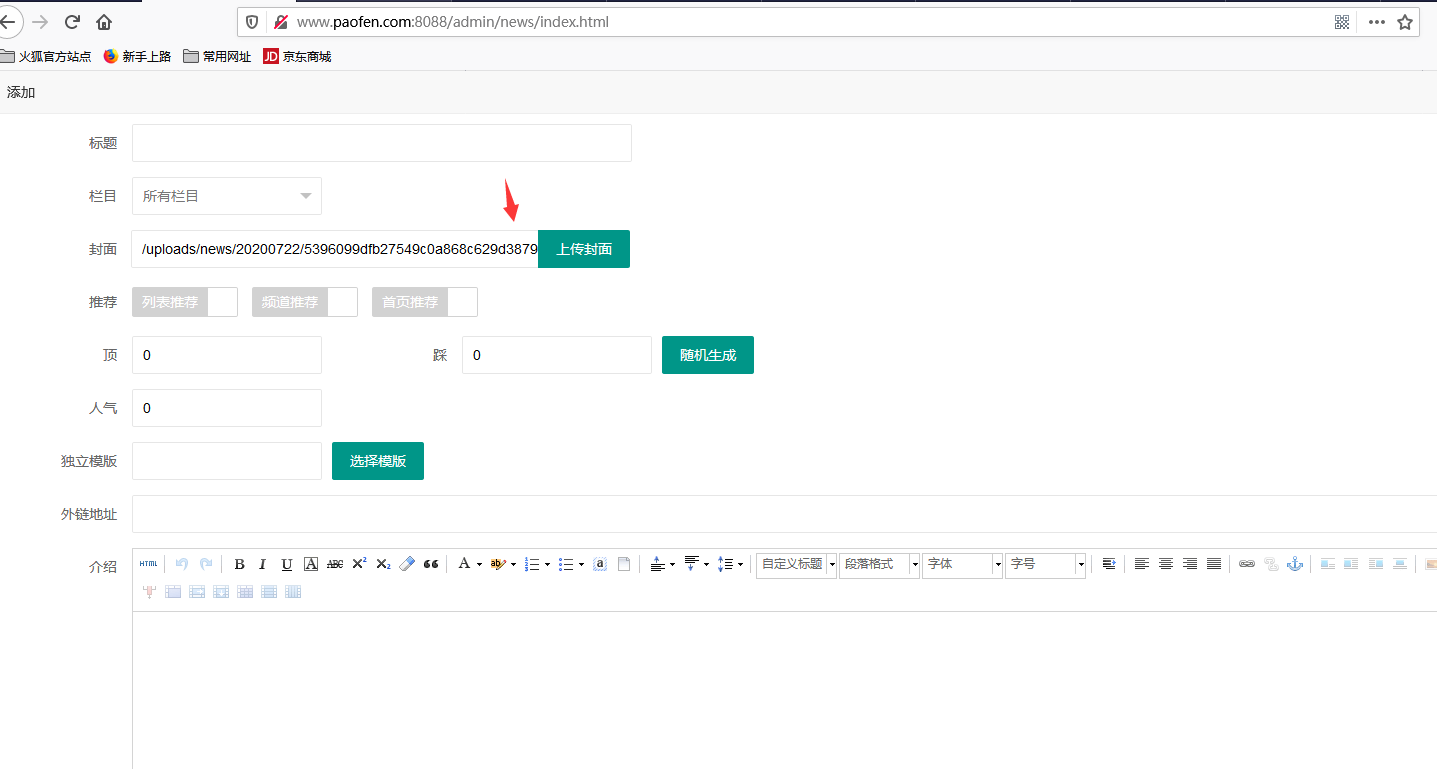 www.paofen.com:8088/admin/news/index.html
火狐官方站点 新手上路 常用网址 JD 京东商城
添加
标题
栏目 所有栏目
封面 /uploads/news/20200722/5396099dfb27549c0a868c629d3879 上传封面
推荐 列表推荐 频道推荐 首页推荐
顶 0 踩 0 随机生成
人气 0
独立模版 选择模版
外链地址
介绍 HTML B I U A ABC X² X₂ A ab a 自定义标题 段落格式 字体 字号